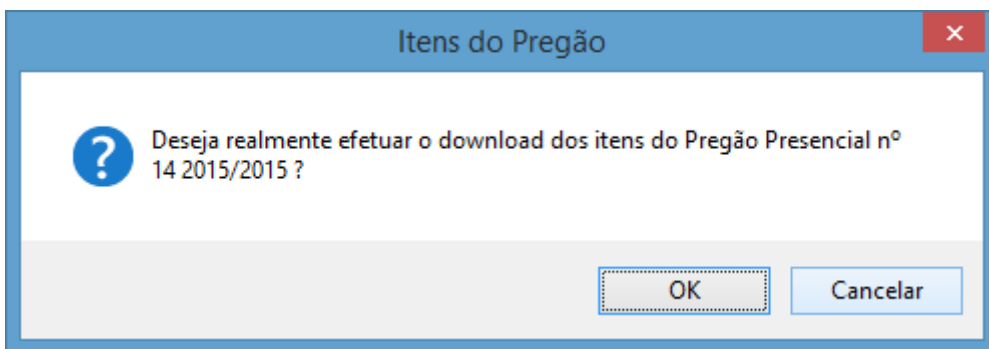 Itens do Pregão
Deseja realmente efetuar o download dos itens do Pregão Presencial nº
14 2015/2015 ?
OK
Cancelar